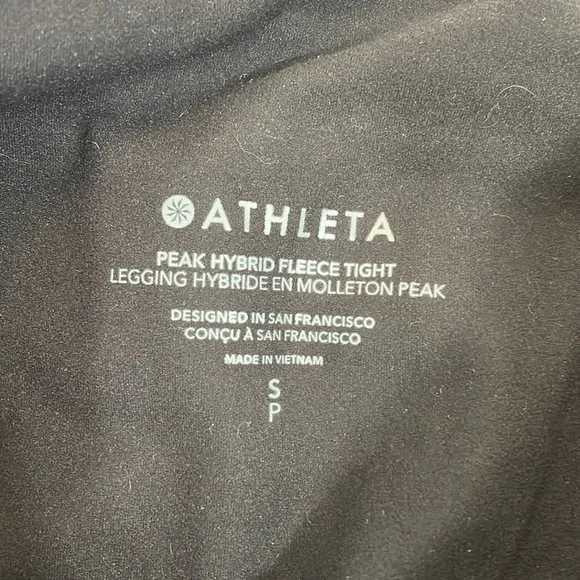 ATHLETA
PEAK HYBRID FLEECE TIGHT
LEGGING HYBRIDE EN MOLLETON PEAK
DESIGNED IN SAN FRANCISCO
CONÇU À SAN FRANCISCO
MADE IN VIETNAM
S
P